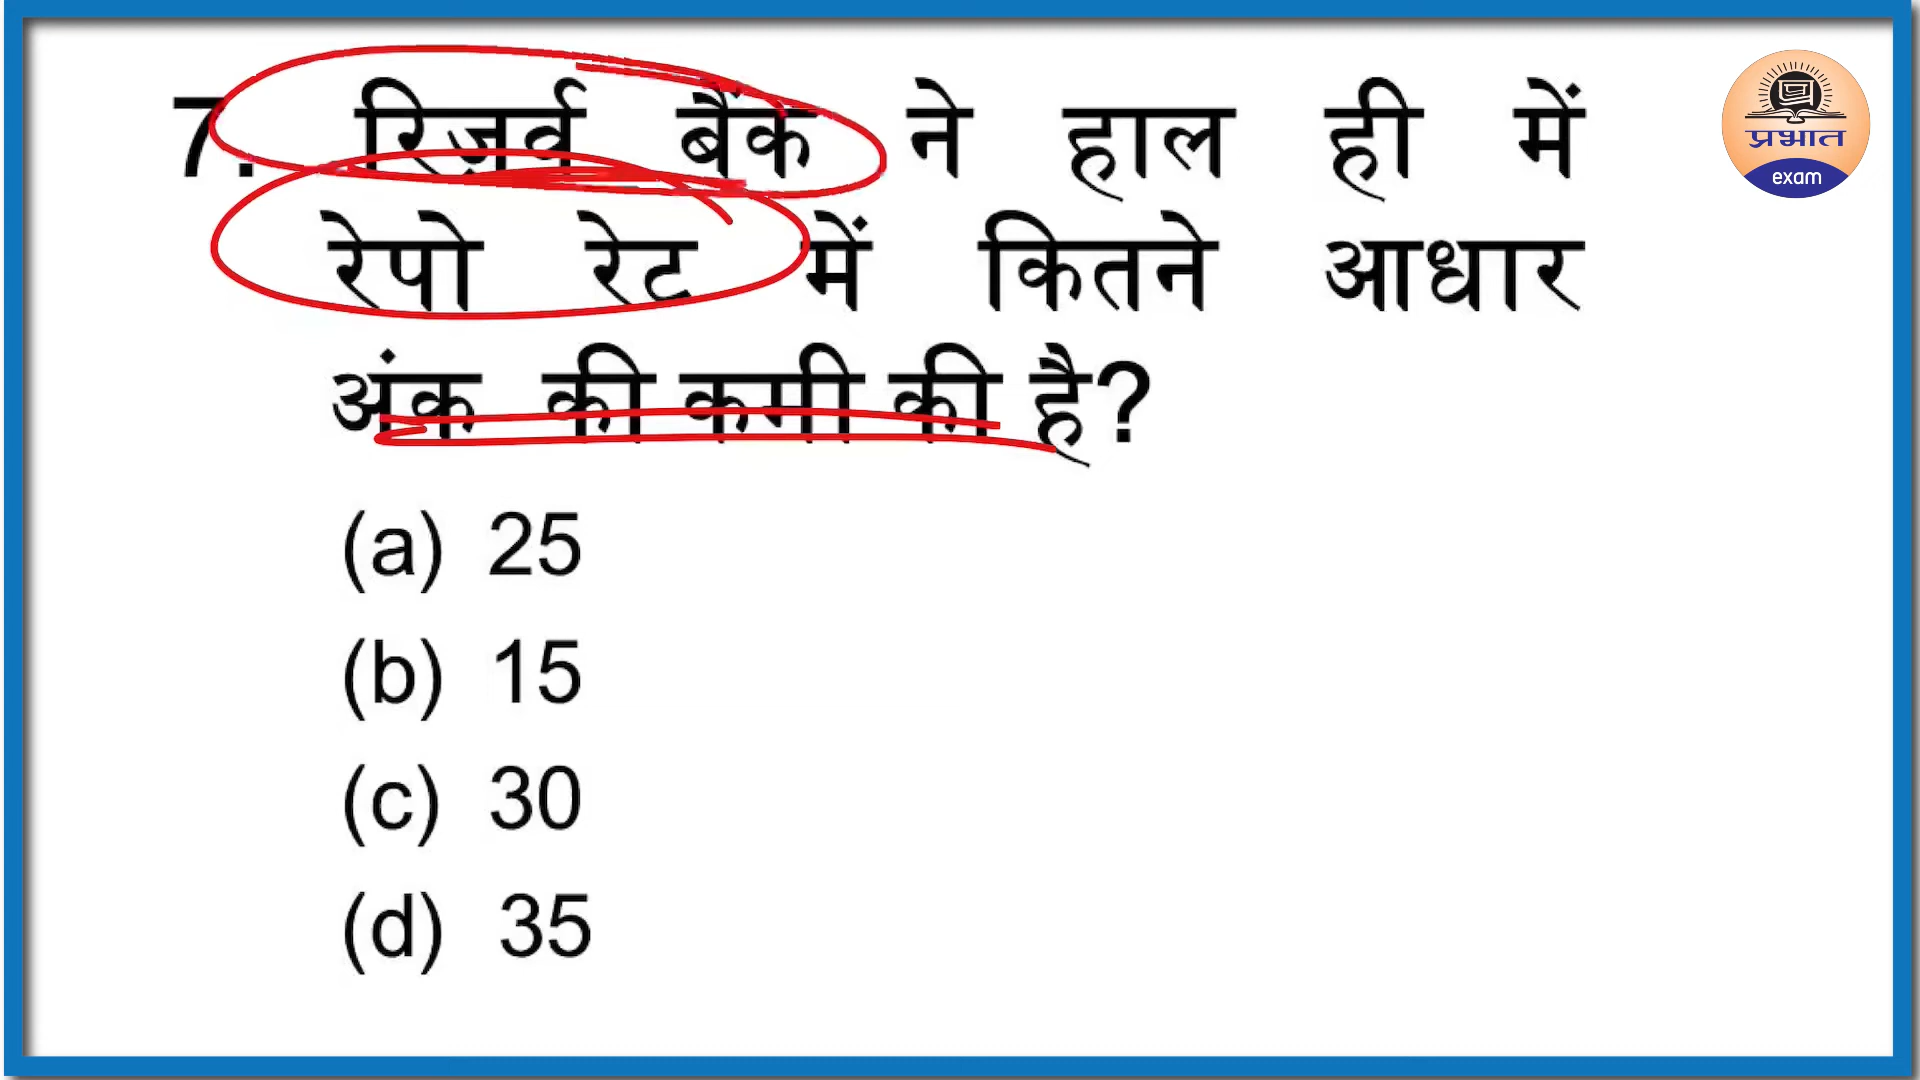 7. रिज़र्व बैंक ने हाल ही में
रेपो रेट में कितने आधार
अंक की कमी की है?
(a) 25
(b) 15
(c) 30
(d) 35
प्रभात
exam